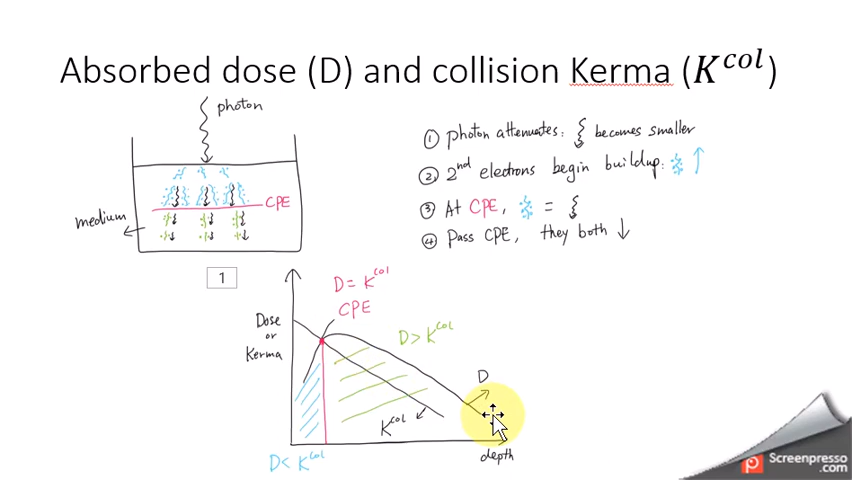 Absorbed dose (D) and collision Kerma (K^col)
photon
① photon attenuates: becomes smaller
② 2nd electrons begin buildup: ↑
CPE
③ At CPE, =
medium
④ Pass CPE, they both ↓
1
D = K^col
CPE
Dose
or
Kerma
D > K^col
D
K^col
depth
D < K^col
Screenpresso.com